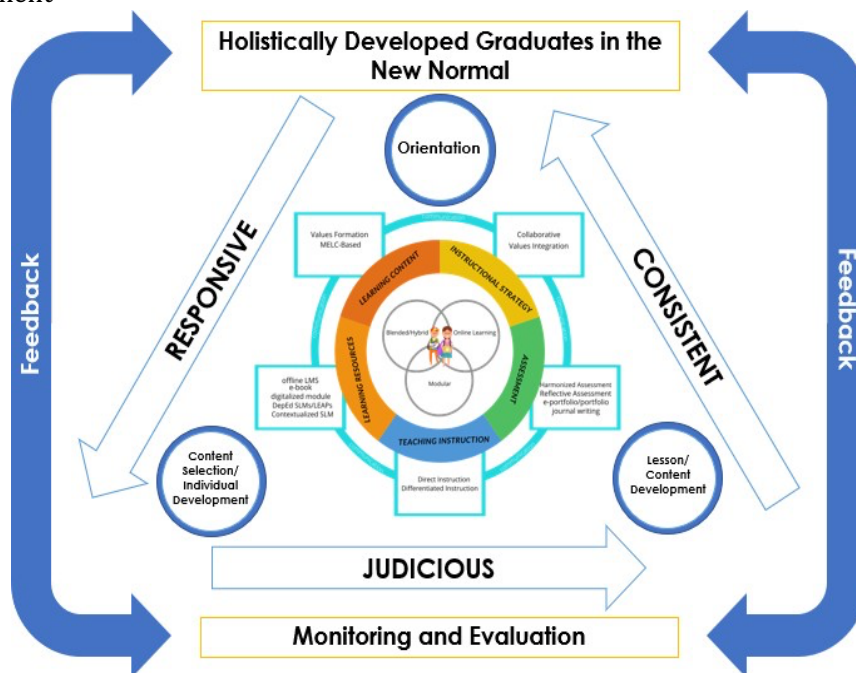 nent
Holistically Developed Graduates in the
New Normal
Orientation
Feedback
Feedback
RESPONSIVE
CONSISTENT
Values Formation
MELC-Based
Collaborative
Values Integration
LEARNING CONTENT
INSTRUCTIONAL STRATEGY
Blended/Hybrid
Online Learning
Modular
LEARNING RESOURCES
ASSESSMENT
TEACHING INSTRUCTION
offline LMS
e-book
digitalized module
DepEd SLMs/LEAPs
Contextualized SLM
Harmonized Assessment
Reflective Assessment
e-portfolio/portfolio
journal writing
Content
Selection/
Individual
Development
Lesson/
Content
Development
Direct Instruction
Differentiated Instruction
JUDICIOUS
Monitoring and Evaluation